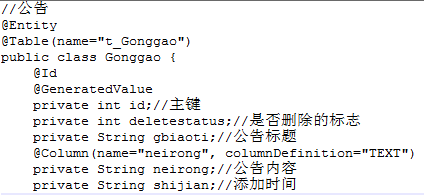 //公告
@Entity
@Table(name="t_Gonggao")
public class Gonggao {
    @Id
    @GeneratedValue
    private int id;//主键
    private int deletestatus;//是否删除的标志
    private String gbiaoti;//公告标题
    @Column(name="neirong", columnDefinition="TEXT")
    private String neirong;//公告内容
    private String shijian;//添加时间